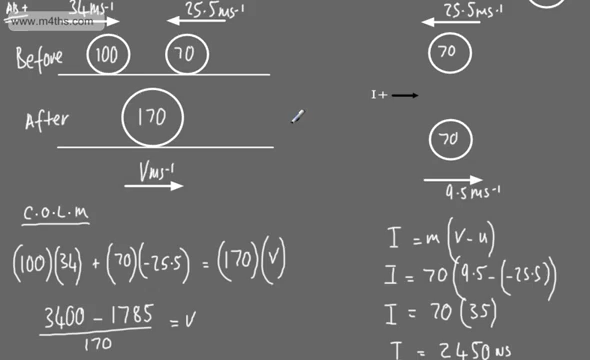 AB+ 34ms-1 25.5ms-1
www.m4ths.com
Before 100 70
After 170
Vms-1
C.O.L.M
(100)(34) + (70)(-25.5) = (170)(V)
3400 - 1785 = V
170
25.5ms-1
70
I+
70
9.5ms-1
I = m(V-u)
I = 70(9.5-(-25.5))
I = 70(35)
I = 2450NS